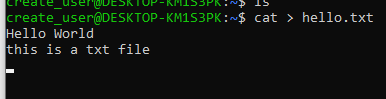 create_user@DESKTOP-KM1S3PK:~$ ls
create_user@DESKTOP-KM1S3PK:~$ cat > hello.txt
Hello World
this is a txt file